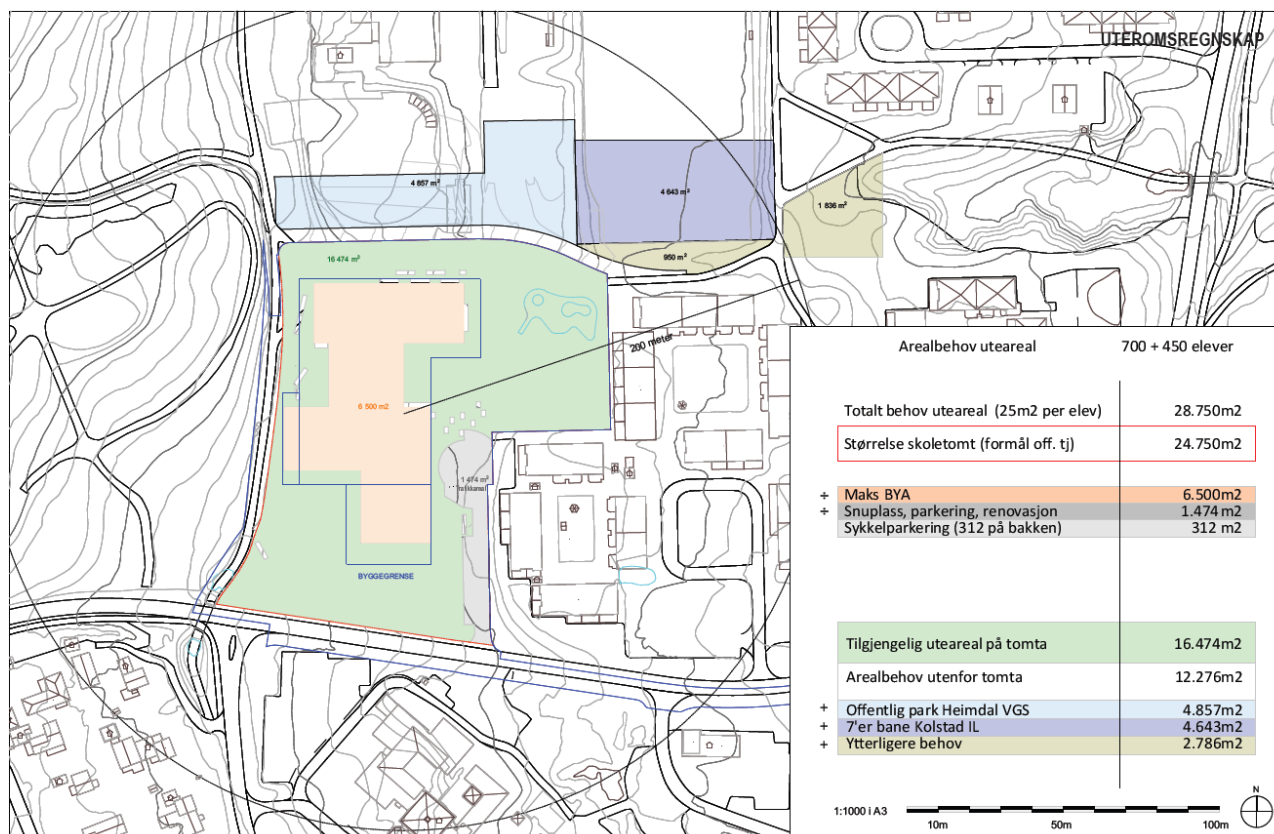 UTEROMSREGNSKAP
4 857 m²
4 643 m²
1 836 m²
16 474 m²
950 m²
200 meter
6 500 m2
1 474 m²
trafikkareal
BYGGEGRENSE
Arealbehov uteareal 700 + 450 elever
Totalt behov uteareal (25m2 per elev) 28.750m2
Størrelse skoletomt (formål off. tj) 24.750m2
÷ Maks BYA 6.500m2
÷ Snuplass, parkering, renovasjon 1.474 m2
Sykkelparkering (312 på bakken) 312 m2
Tilgjengelig uteareal på tomta 16.474m2
Arealbehov utenfor tomta 12.276m2
+ Offentlig park Heimdal VGS 4.857m2
+ 7'er bane Kolstad IL 4.643m2
+ Ytterligere behov 2.786m2
1:1000 i A3
10m 50m 100m
N